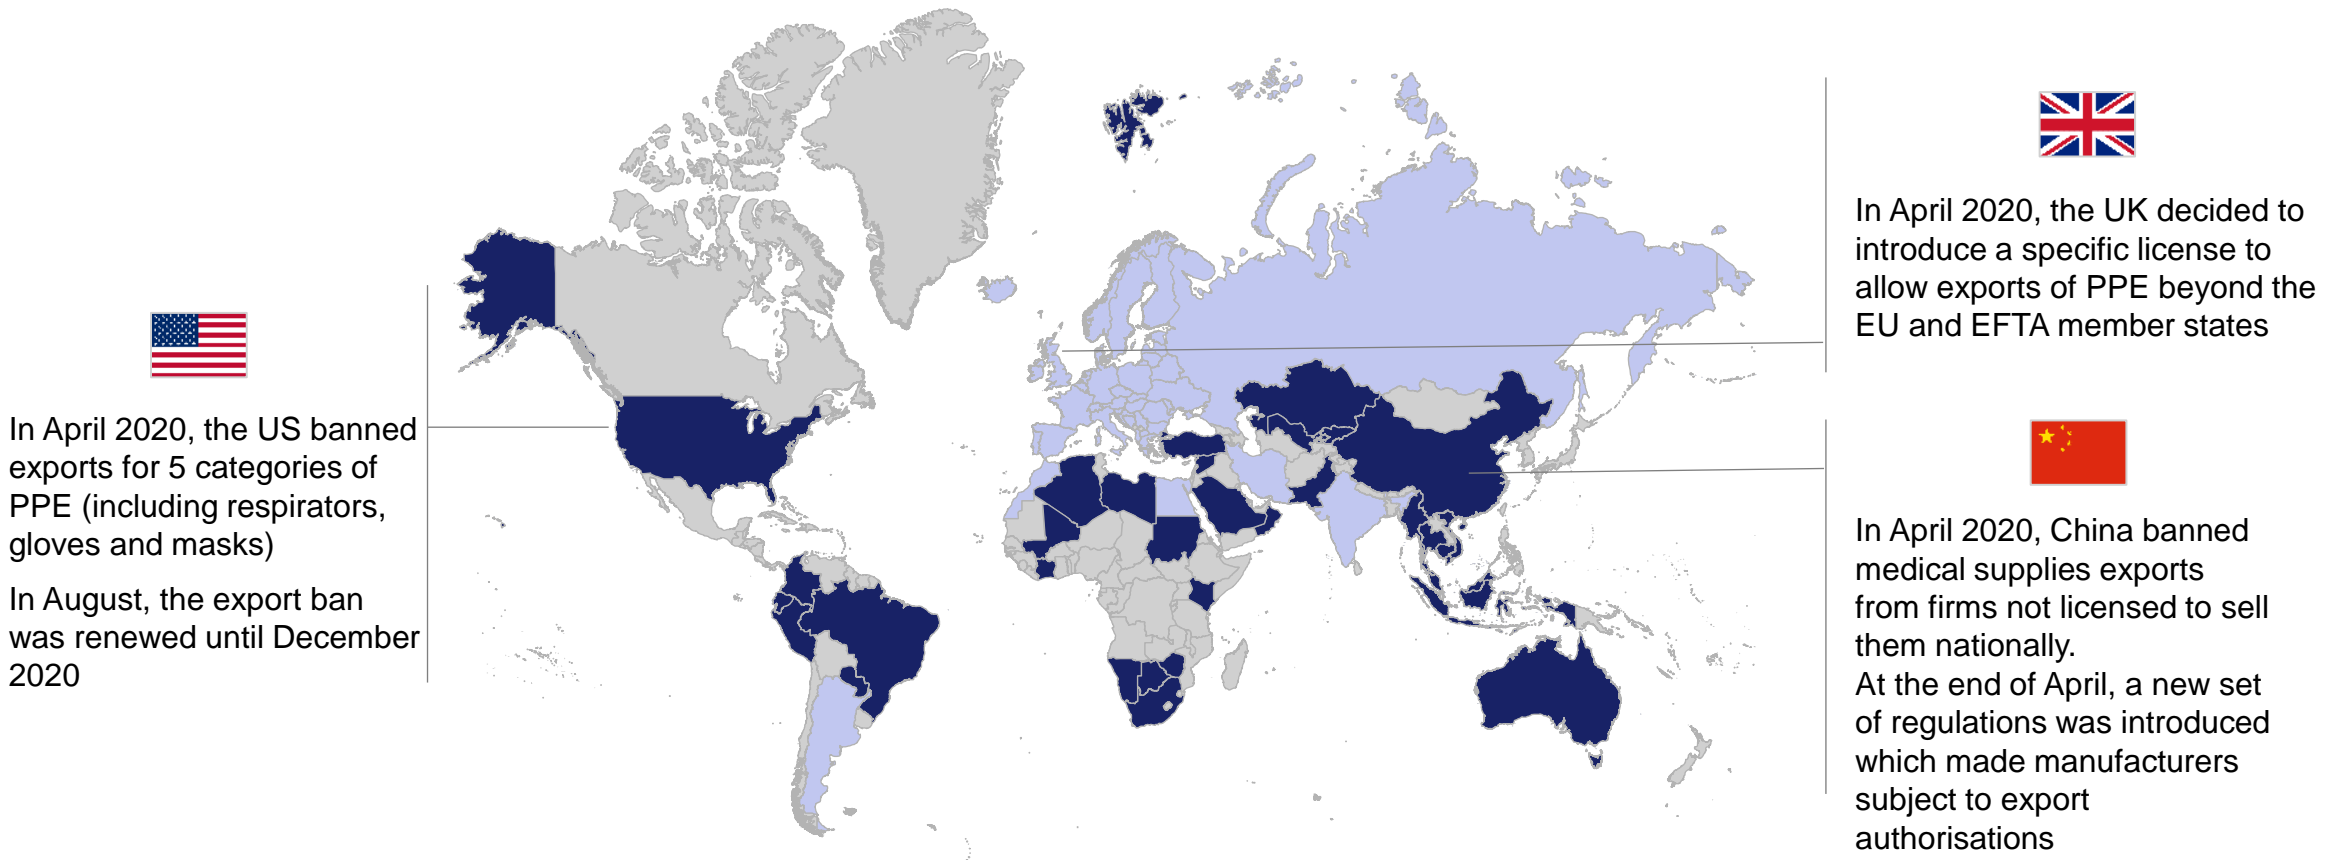 In April 2020, the US banned
exports for 5 categories of
PPE (including respirators,
gloves and masks)
In August, the export ban
was renewed until December
2020
In April 2020, the UK decided to
introduce a specific license to
allow exports of PPE beyond the
EU and EFTA member states
In April 2020, China banned
medical supplies exports
from firms not licensed to sell
them nationally.
At the end of April, a new set
of regulations was introduced
which made manufacturers
subject to export
authorisations